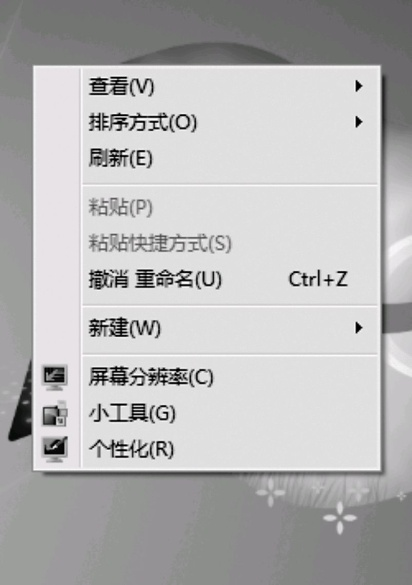 查看(V)
排序方式(O)
刷新(E)
粘贴(P)
粘贴快捷方式(S)
撤消 重命名(U) Ctrl+Z
新建(W)
屏幕分辨率(C)
小工具(G)
个性化(R)